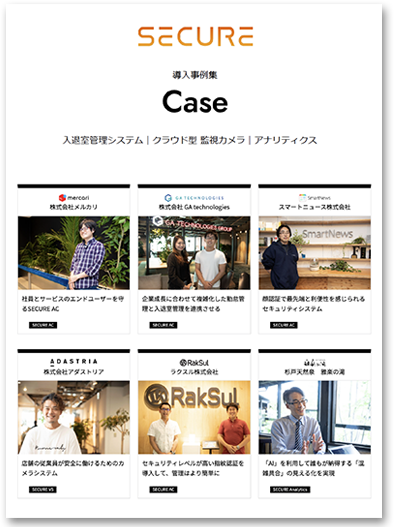 SECURE
導入事例集
Case
入退室管理システム｜クラウド型 監視カメラ｜アナリティクス
mercari
株式会社メルカリ
GA TECHNOLOGIES
株式会社 GA technologies
SmartNews
スマートニュース株式会社
GA TECHNOLOGIES GROUP
SmartNews
社員とサービスのエンドユーザーを守
るSECURE AC
SECURE AC
企業成長に合わせて複雑化した勤怠管
理と入退室管理を連携させる
SECURE AC
顔認証で最先端と利便性を感じられる
セキュリティシステム
SECURE AC
ADASTRIA
株式会社アダストリア
RakSul
ラクスル株式会社
杉戸天然泉 雅楽の湯
RakSul
店舗の従業員が安全に働けるためのカ
メラシステム
SECURE VS
セキュリティレベルが高い指紋認証を
導入して、管理はより簡単に
SECURE AC
「AI」を利用して誰もが納得する「混
雑具合」の見える化を実現
SECURE Analytics